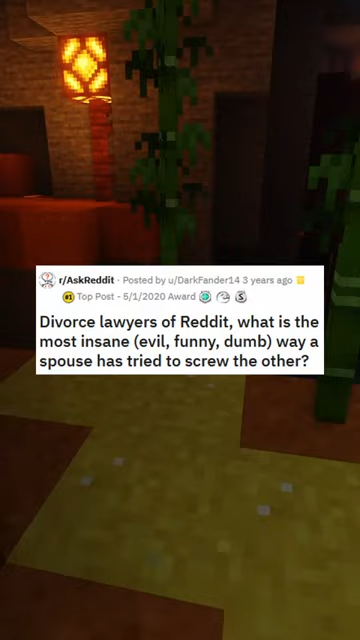 r/AskReddit · Posted by u/DarkFander14 3 years ago
#1 Top Post - 5/1/2020 Award S
Divorce lawyers of Reddit, what is the
most insane (evil, funny, dumb) way a
spouse has tried to screw the other?